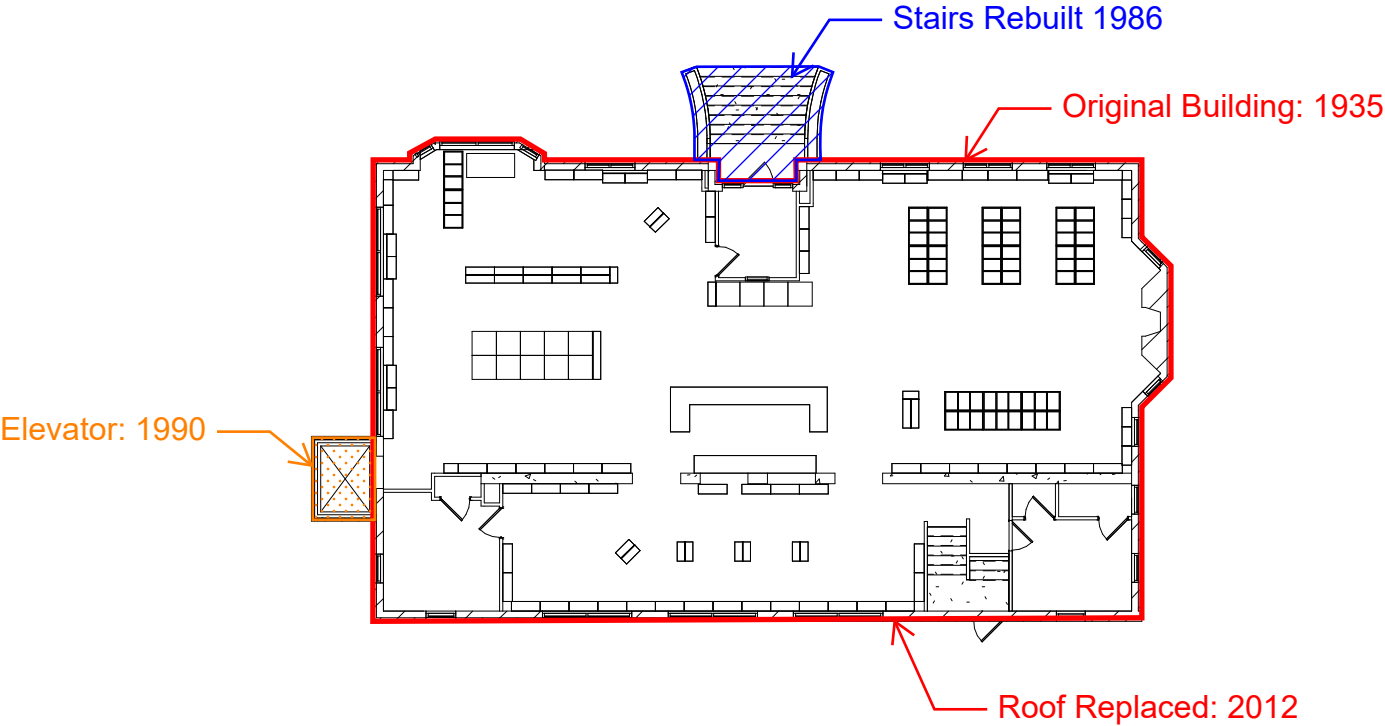 Stairs Rebuilt 1986
Original Building: 1935
Elevator: 1990
Roof Replaced: 2012